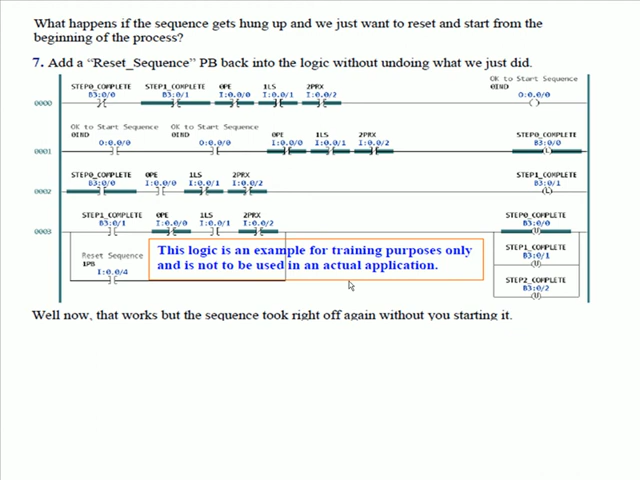 What happens if the sequence gets hung up and we just want to reset and start from the
beginning of the process?
7. Add a “Reset_Sequence” PB back into the logic without undoing what we just did.
OK to Start Sequence
STEP0_COMPLETE STEP1_COMPLETE 0PE 1LS 2PRX 0IND
B3:0/0 B3:0/1 I:0.0/0 I:0.0/1 I:0.0/2 O:0.0/0
0000
OK to Start Sequence OK to Start Sequence
0IND 0IND 0PE 1LS 2PRX STEP0_COMPLETE
O:0.0/0 O:0.0/0 I:0.0/0 I:0.0/1 I:0.0/2 B3:0/0
0001 L
STEP0_COMPLETE 0PE 1LS 2PRX STEP1_COMPLETE
B3:0/0 I:0.0/0 I:0.0/1 I:0.0/2 B3:0/1
0002 L
STEP1_COMPLETE 0PE 1LS 2PRX STEP0_COMPLETE
B3:0/1 I:0.0/0 I:0.0/1 I:0.0/2 B3:0/0
0003 U
STEP1_COMPLETE
Reset Sequence B3:0/1
1PB U
I:0.0/4 STEP2_COMPLETE
B3:0/2
U
This logic is an example for training purposes only
and is not to be used in an actual application.
Well now, that works but the sequence took right off again without you starting it.